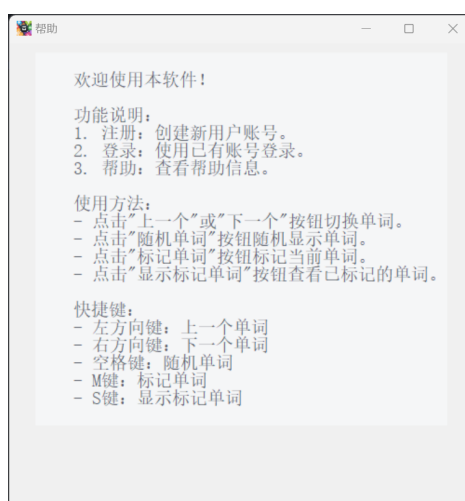 帮助
欢迎使用本软件！
功能说明：
1. 注册：创建新用户账号。
2. 登录：使用已有账号登录。
3. 帮助：查看帮助信息。
使用方法：
- 点击"上一个"或"下一个"按钮切换单词。
- 点击"随机单词"按钮随机显示单词。
- 点击"标记单词"按钮标记当前单词。
- 点击"显示标记单词"按钮查看已标记的单词。
快捷键：
- 左方向键：上一个单词
- 右方向键：下一个单词
- 空格键：随机单词
- M键：标记单词
- S键：显示标记单词